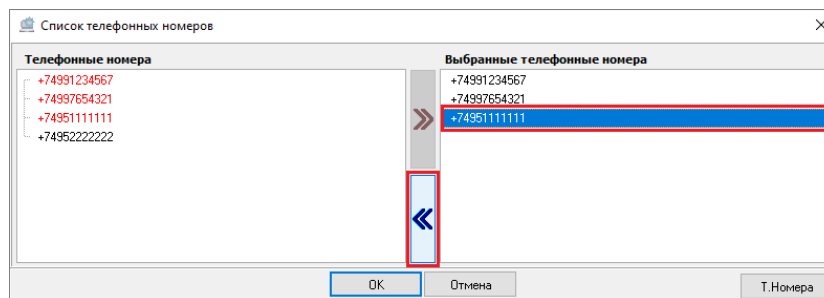 Список телефонных номеров
Телефонные номера
+74991234567
+74997654321
+74951111111
+74952222222
Выбранные телефонные номера
+74991234567
+74997654321
+74951111111
OK
Отмена
Т.Номера